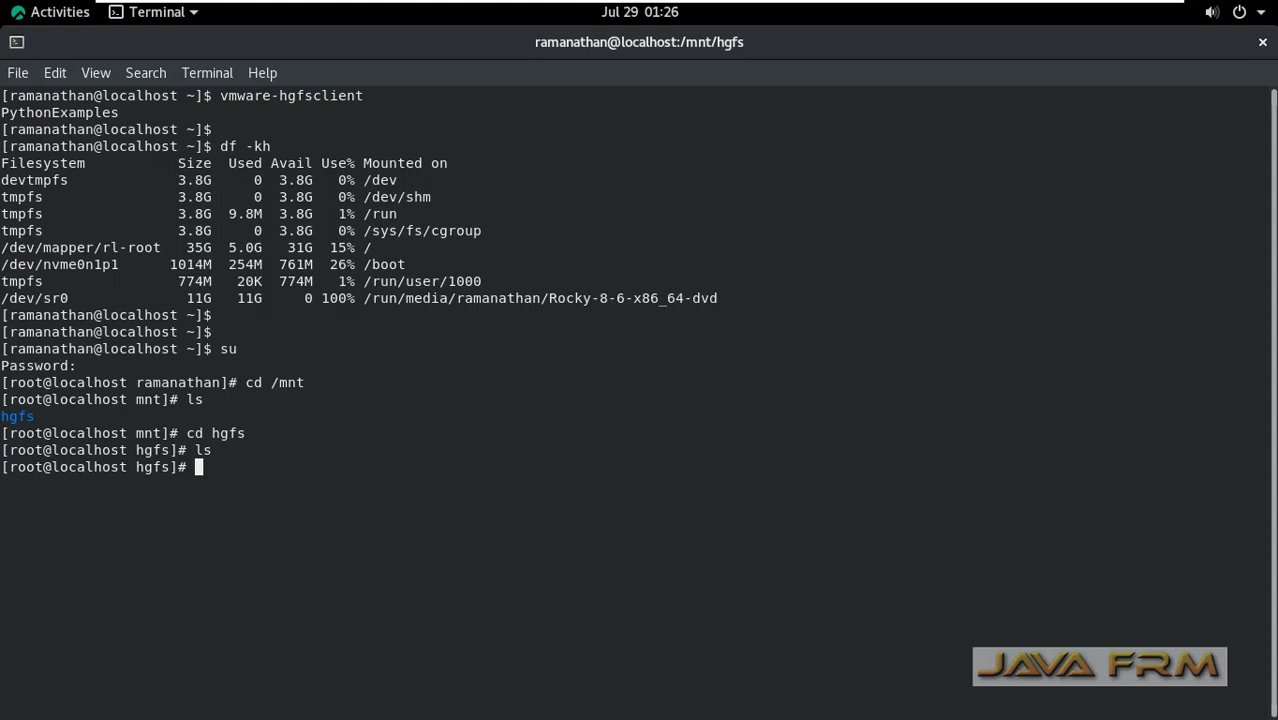 Activities Terminal Jul 29 01:26
ramanathan@localhost:/mnt/hgfs
File Edit View Search Terminal Help
[ramanathan@localhost ~]$ vmware-hgfsclient
PythonExamples
[ramanathan@localhost ~]$
[ramanathan@localhost ~]$ df -kh
Filesystem Size Used Avail Use% Mounted on
devtmpfs 3.8G 0 3.8G 0% /dev
tmpfs 3.8G 0 3.8G 0% /dev/shm
tmpfs 3.8G 9.8M 3.8G 1% /run
tmpfs 3.8G 0 3.8G 0% /sys/fs/cgroup
/dev/mapper/rl-root 35G 5.0G 31G 15% /
/dev/nvme0n1p1 1014M 254M 761M 26% /boot
tmpfs 774M 20K 774M 1% /run/user/1000
/dev/sr0 11G 11G 0 100% /run/media/ramanathan/Rocky-8-6-x86_64-dvd
[ramanathan@localhost ~]$
[ramanathan@localhost ~]$
[ramanathan@localhost ~]$ su
Password:
[root@localhost ramanathan]# cd /mnt
[root@localhost mnt]# ls
hgfs
[root@localhost mnt]# cd hgfs
[root@localhost hgfs]# ls
[root@localhost hgfs]#
JAVA FRM